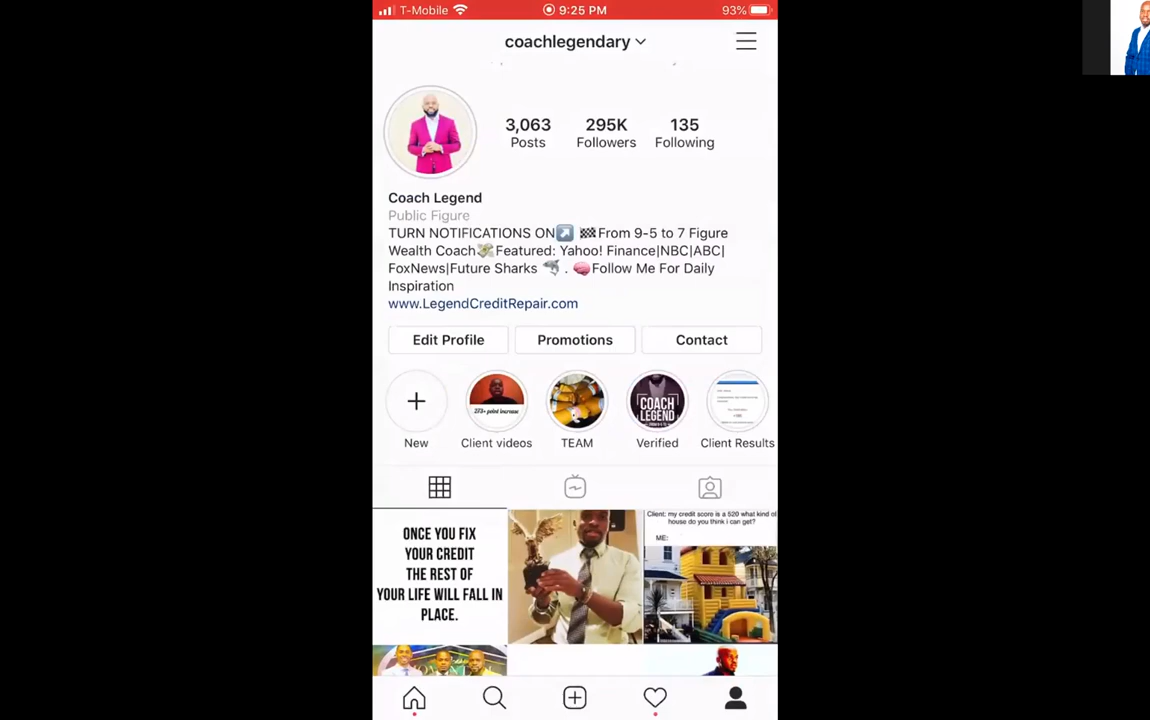 T-Mobile 9:25 PM 93%
coachlegendary
3,063 295K 135
Posts Followers Following
Coach Legend
Public Figure
TURN NOTIFICATIONS ON↗️ 🏁From 9-5 to 7 Figure
Wealth Coach💸Featured: Yahoo! Finance|NBC|ABC|
FoxNews|Future Sharks 🦈 . 🧠Follow Me For Daily
Inspiration
www.LegendCreditRepair.com
Edit Profile Promotions Contact
273+ point increase
COACH
LEGEND
New Client videos TEAM Verified Client Results
Client: my credit score is a 520 what kind of
house do you think i can get?
ME:
ONCE YOU FIX
YOUR CREDIT
THE REST OF
YOUR LIFE WILL FALL IN
PLACE.